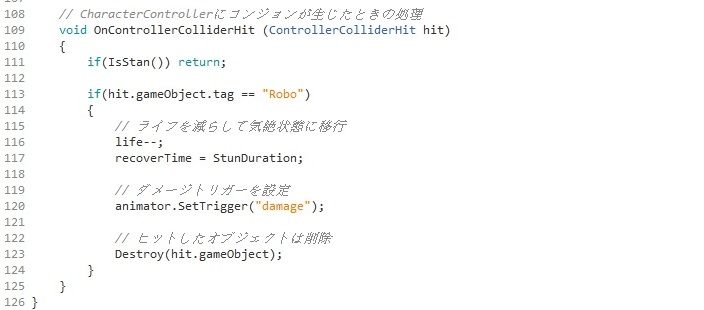 108 // CharacterControllerにコンジョンが生じたときの処理
109 void OnControllerColliderHit (ControllerColliderHit hit)
110 {
111 if(IsStan()) return;
112
113 if(hit.gameObject.tag == "Robo")
114 {
115 // ライフを減らして気絶状態に移行
116 life--;
117 recoverTime = StunDuration;
118
119 // ダメージトリガーを設定
120 animator.SetTrigger("damage");
121
122 // ヒットしたオブジェクトは削除
123 Destroy(hit.gameObject);
124 }
125 }
126 }